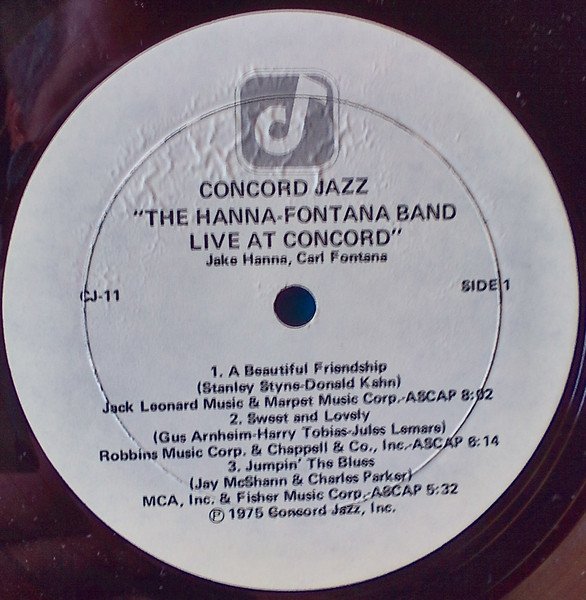 CONCORD JAZZ
"THE HANNA-FONTANA BAND
LIVE AT CONCORD"
Jake Hanna, Carl Fontana
CJ-11
SIDE 1
1. A Beautiful Friendship
(Stanley Styne-Donald Kahn)
Jack Leonard Music & Marpet Music Corp.-ASCAP 8:02
2. Sweet and Lovely
(Gus Arnheim-Harry Tobias-Jules Lemare)
Robbins Music Corp. & Chappell & Co., Inc.-ASCAP 6:14
3. Jumpin' The Blues
(Jay McShann & Charles Parker)
MCA, Inc. & Fisher Music Corp.-ASCAP 5:32
℗ 1975 Concord Jazz, Inc.